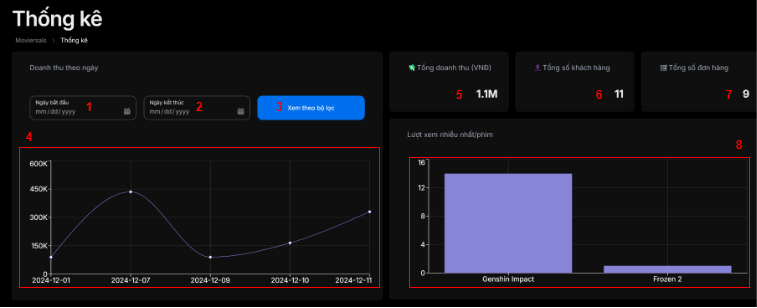 Thống kê
Moviersalo > Thống kê
Doanh thu theo ngày
Ngày bắt đầu
mm/dd/yyyy
1
Ngày kết thúc
mm/dd/yyyy
2
3 Xem theo bộ lọc
4
600K
450K
300K
150K
0
2024-12-01 2024-12-07 2024-12-09 2024-12-10 2024-12-11
Tổng doanh thu (VNĐ)
5 1.1M
Tổng số khách hàng
6 11
Tổng số đơn hàng
7 9
Lượt xem nhiều nhất/phim
8
16
12
8
4
0
Genshin Impact Frozen 2